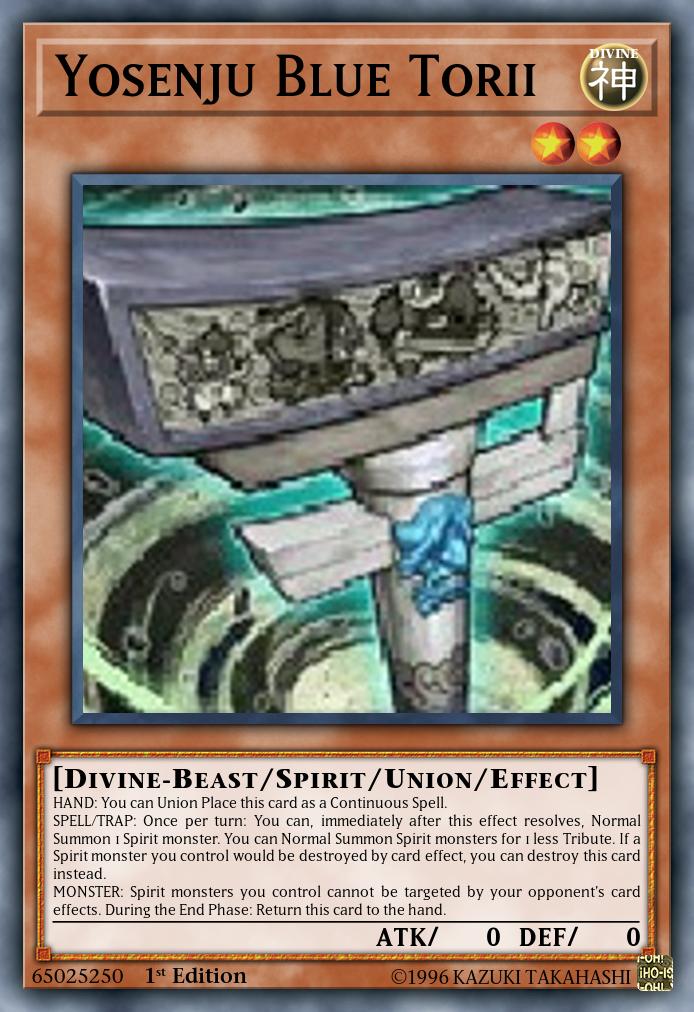 Yosenju Blue Torii
DIVINE
神
[Divine-Beast/Spirit/Union/Effect]
HAND: You can Union Place this card as a Continuous Spell.
SPELL/TRAP: Once per turn: You can, immediately after this effect resolves, Normal
Summon 1 Spirit monster. You can Normal Summon Spirit monsters for 1 less Tribute. If a
Spirit monster you control would be destroyed by card effect, you can destroy this card
instead.
MONSTER: Spirit monsters you control cannot be targeted by your opponent's card
effects. During the End Phase: Return this card to the hand.
ATK/ 0 DEF/ 0
65025250 1st Edition ©1996 KAZUKI TAKAHASHI